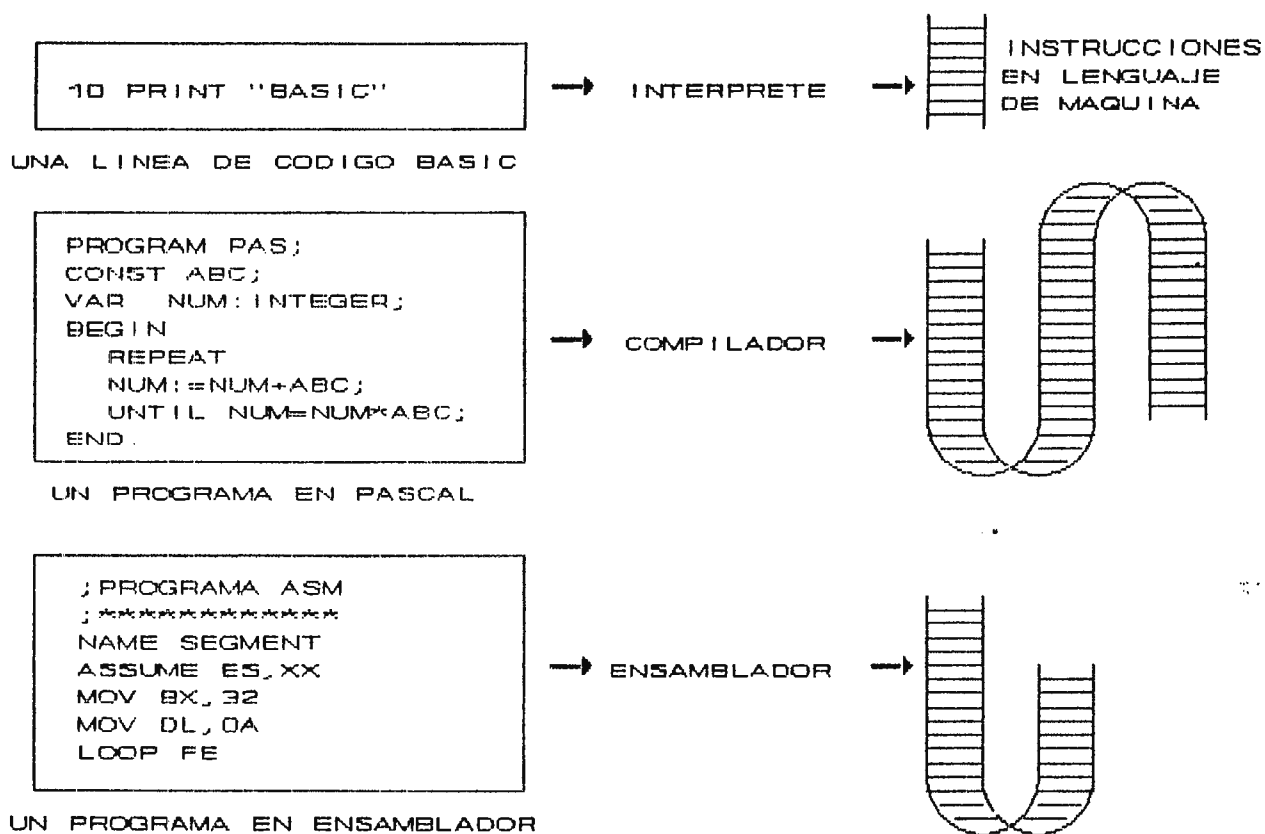 10 PRINT "BASIC"
INTERPRETE
INSTRUCCIONES
EN LENGUAJE
DE MAQUINA
UNA LINEA DE CODIGO BASIC
PROGRAM PAS;
CONST ABC;
VAR NUM:INTEGER;
BEGIN
REPEAT
NUM:=NUM+ABC;
UNTIL NUM=NUM*ABC;
END.
COMPILADOR
UN PROGRAMA EN PASCAL
;PROGRAMA ASM
;************
NAME SEGMENT
ASSUME ES,XX
MOV BX,32
MOV DL,0A
LOOP FE
ENSAMBLADOR
UN PROGRAMA EN ENSAMBLADOR